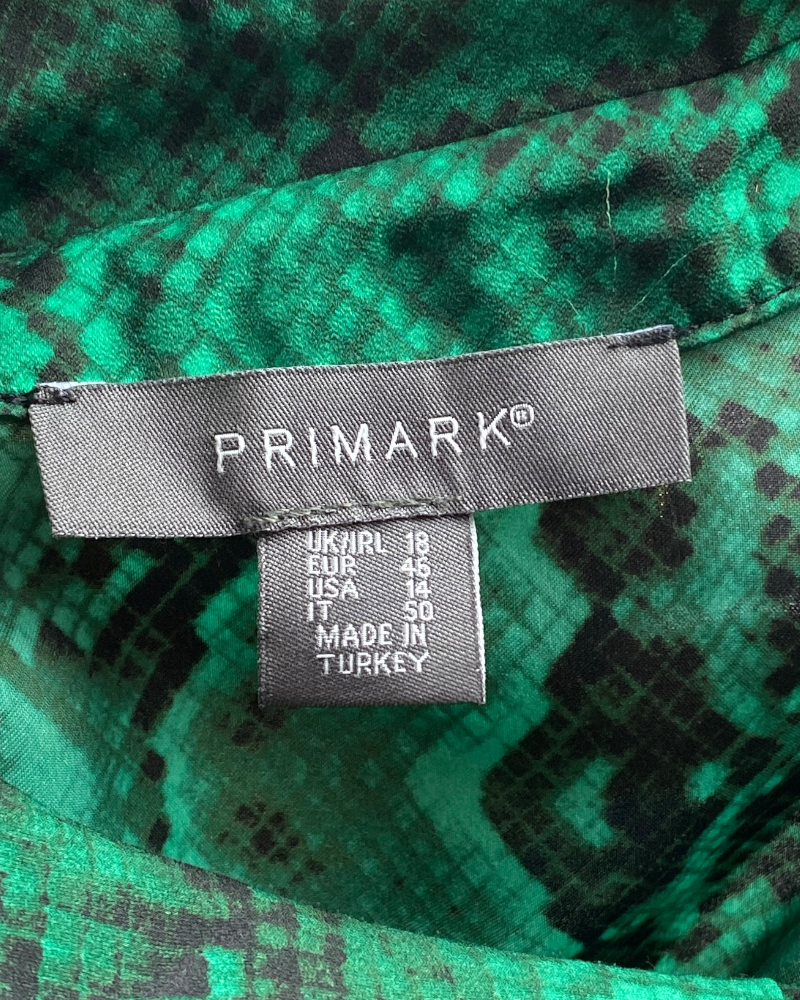 PRIMARK®
UK/IRL 18
EUR 46
USA 14
IT 50
MADE IN
TURKEY